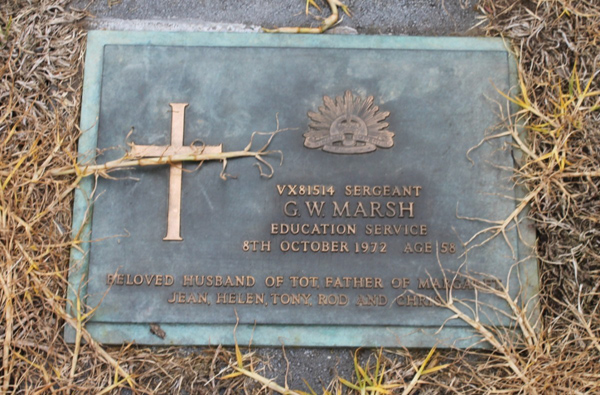 VX81514 SERGEANT
G. W. MARSH
EDUCATION SERVICE
8TH OCTOBER 1972 AGE 58
BELOVED HUSBAND OF TOT, FATHER OF
JEAN, HELEN, TONY, ROD AND